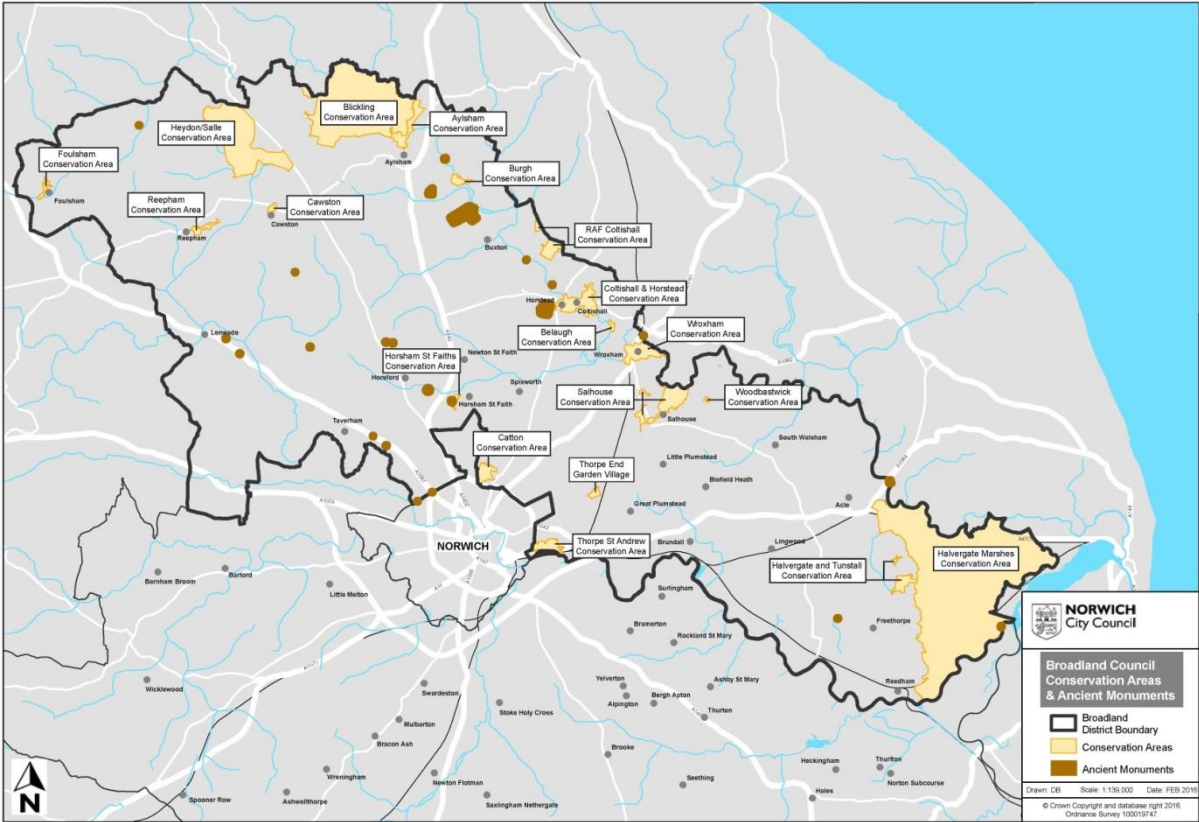 Blickling
Conservation Area
Heydon/Salle
Conservation Area
Aylsham
Conservation Area
Foulsham
Conservation Area
Aylsham
Burgh
Conservation Area
Foulsham
Reepham
Conservation Area
Cawston
Conservation Area
Cawston
Reepham
RAF Coltishall
Conservation Area
Buxton
Coltishall & Horstead
Conservation Area
Horstead
Coltishall
Belaugh
Conservation Area
Wroxham
Conservation Area
Wroxham
Lenwade
Newton St Faith
Horsham St Faiths
Conservation Area
Horsford
Spixworth
Horsham St Faith
Salhouse
Conservation Area
Woodbastwick
Conservation Area
Salhouse
Taverham
Catton
Conservation Area
South Walsham
Little Plumstead
Thorpe End
Garden Village
Blofield Heath
Great Plumstead
Acle
A1064
A1062
A1074
A47
NORWICH
Thorpe St Andrew
Conservation Area
Brundall
Lingwood
Halvergate Marshes
Conservation Area
Halvergate and Tunstall
Conservation Area
Barnham Broom
Barford
Little Melton
A11
Surlingham
Bramerton
Rockland St Mary
Freethorpe
Wicklewood
Swardeston
Yelverton
Alpington
Bergh Apton
Ashby St Mary
Reedham
Stoke Holy Cross
Thurton
Mulbarton
Bracon Ash
Brooke
Wreningham
Newton Flotman
Seething
Heckingham
Thurlton
Norton Subcourse
Hales
Spooner Row
Ashwellthorpe
Saxlingham Nethergate
N
NORWICH
City Council
Broadland Council
Conservation Areas
& Ancient Monuments
Broadland
District Boundary
Conservation Areas
Ancient Monuments
Drawn: DB Scale: 1:139,000 Date: FEB 2016
© Crown Copyright and database right 2016.
Ordnance Survey 100019747.